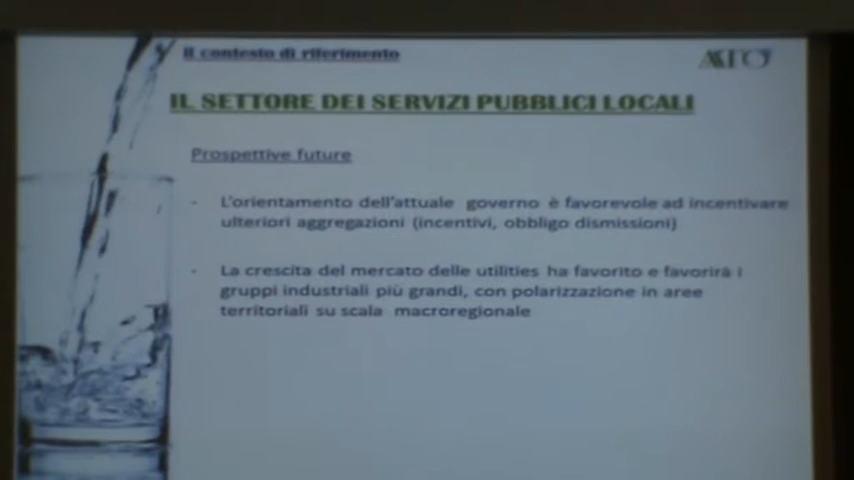 Il contesto di riferimento
IL SETTORE DEI SERVIZI PUBBLICI LOCALI
Prospettive future
- L'orientamento dell'attuale governo è favorevole ad incentivare
ulteriori aggregazioni (incentivi, obbligo dismissioni)
- La crescita del mercato delle utilities ha favorito e favorirà i
gruppi industriali più grandi, con polarizzazione in aree
territoriali su scala macroregionale